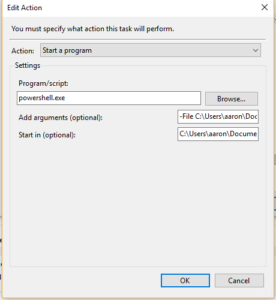 Edit Action
You must specify what action this task will perform.
Action: Start a program
Settings
Program/script:
powershell.exe Browse...
Add arguments (optional): -File C:\Users\aaron\Doc
Start in (optional): C:\Users\aaron\Docume
OK Cancel